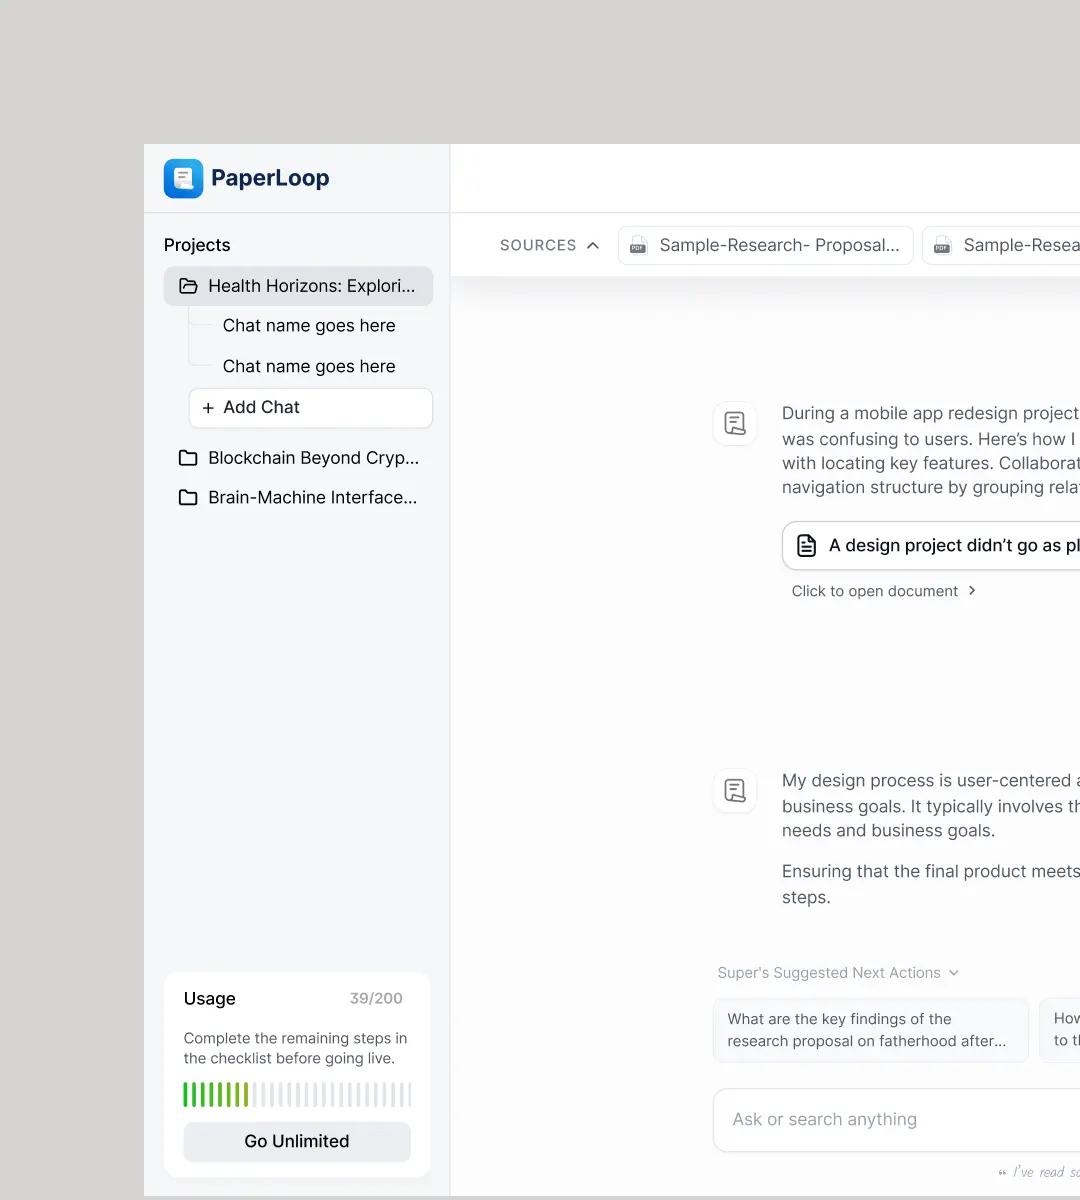 PaperLoop
Projects
Health Horizons: Explori...
Chat name goes here
Chat name goes here
+ Add Chat
Blockchain Beyond Cryp...
Brain-Machine Interface...
Usage
39/200
Complete the remaining steps in
the checklist before going live.
Go Unlimited
SOURCES
PDF
Sample-Research- Proposal...
PDF
Sample-Resea
During a mobile app redesign project
was confusing to users. Here’s how I
with locating key features. Collaborat
navigation structure by grouping rela
A design project didn’t go as pl
Click to open document
My design process is user-centered a
business goals. It typically involves th
needs and business goals.
Ensuring that the final product meets
steps.
Super's Suggested Next Actions
What are the key findings of the
research proposal on fatherhood after...
How
to th
Ask or search anything
“ I’ve read so